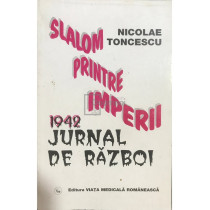 NICOLAE
TONCESCU
SLALOM
PRINTRE
IMPERII
1942
JURNAL
DE RĂZBOI
Editura VIAȚA MEDICALĂ ROMÂNEASCĂ